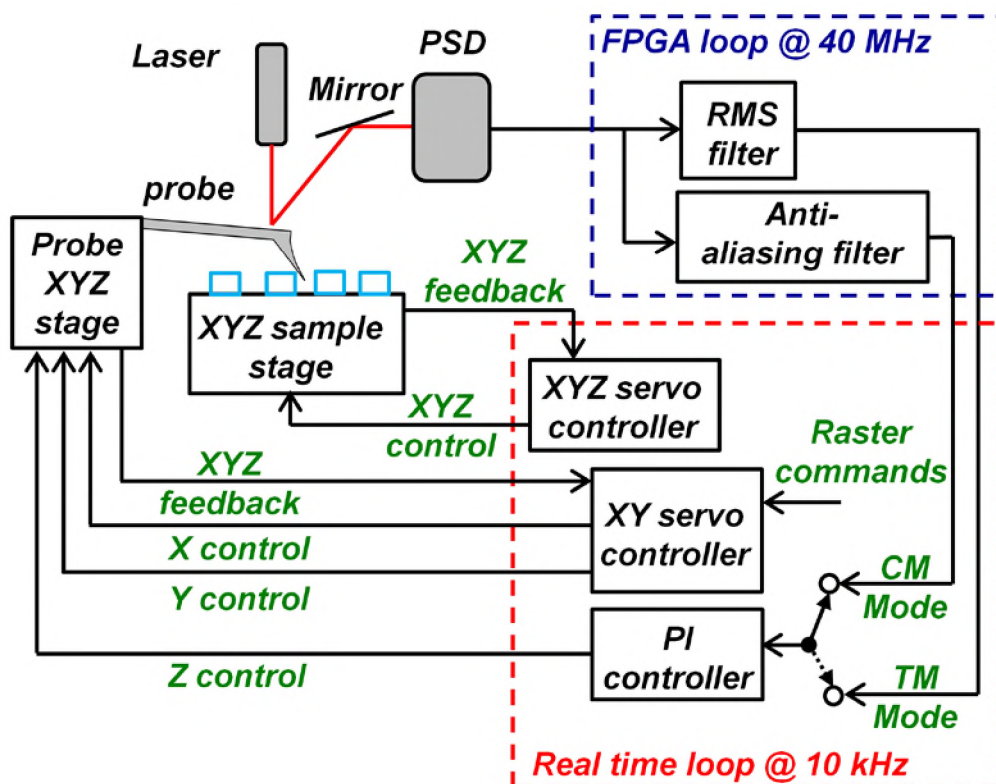 Laser
Mirror
PSD
FPGA loop @ 40 MHz
RMS
filter
probe
Anti-
aliasing filter
Probe
XYZ
stage
XYZ
feedback
XYZ sample
stage
XYZ servo
controller
XYZ
control
Raster
commands
XYZ
feedback
XY servo
controller
X control
Y control
CM
Mode
PI
controller
Z control
TM
Mode
Real time loop @ 10 kHz